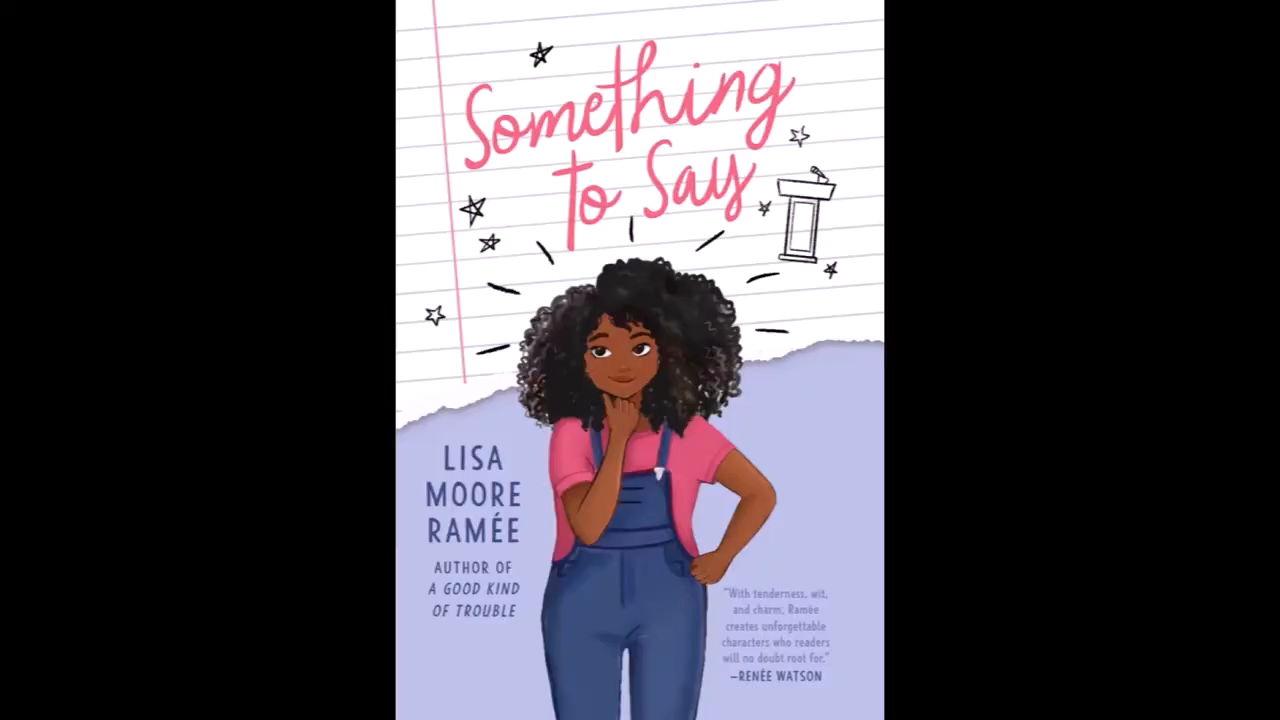 Something
to Say
LISA
MOORE
RAMÉE
AUTHOR OF
A GOOD KIND
OF TROUBLE
"With tenderness, wit,
and charm, Ramée
creates unforgettable
characters who readers
will no doubt root for."
—RENÉE WATSON